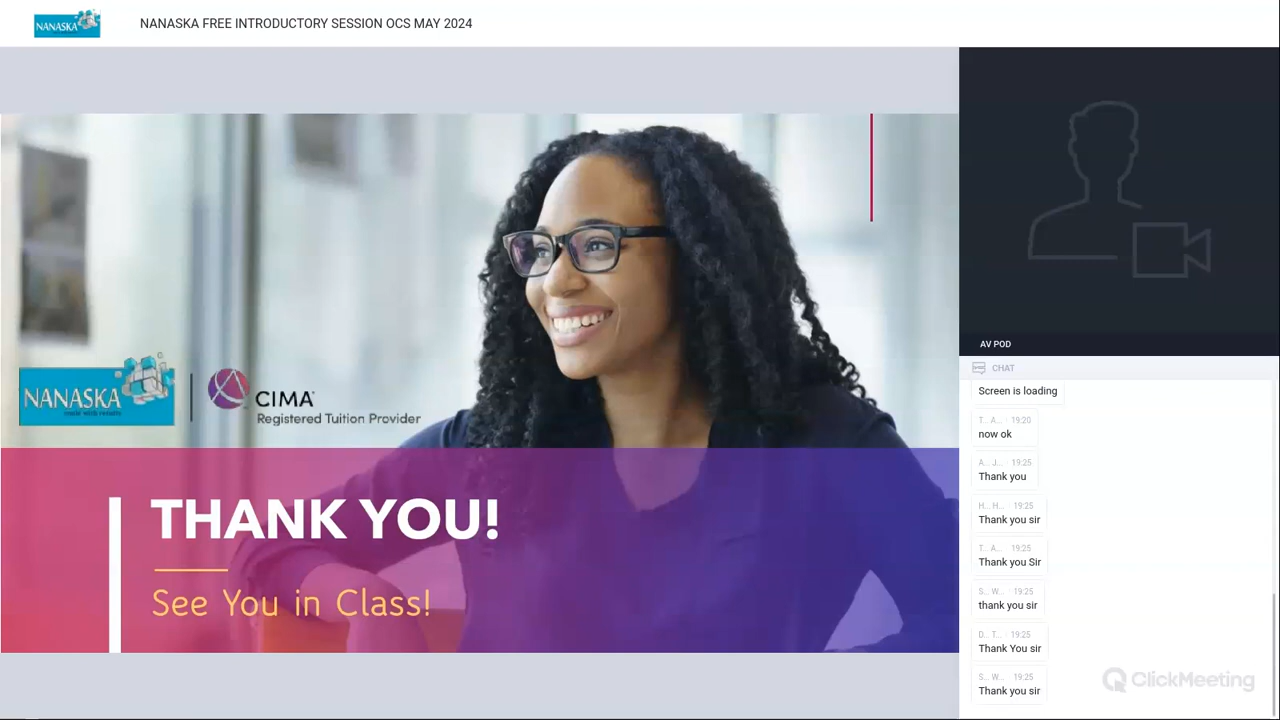 NANASKA
NANASKA FREE INTRODUCTORY SESSION OCS MAY 2024
NANASKA
CIMA
Registered Tuition Provider
THANK YOU!
See You in Class!
AV POD
CHAT
Screen is loading
T... A... 19:20
now ok
A... J... 19:25
Thank you
H... H... 19:25
Thank you sir
T... A... 19:25
Thank you Sir
S... W... 19:25
thank you sir
D... T... 19:25
Thank You sir
S... W... 19:25
Thank you sir
ClickMeeting